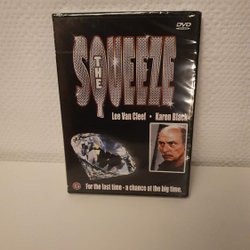 DVD
THE
SQUEEZE
Lee Van Cleef • Karen Black
For the last time - a chance at the big time.